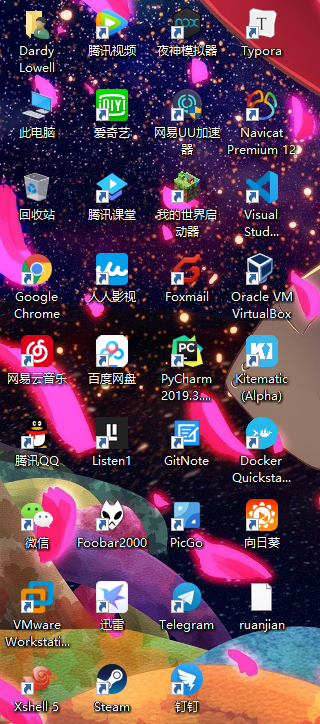 Dardy
Lowell
腾讯视频
夜神模拟器
Typora
此电脑
爱奇艺
网易UU加速
器
Navicat
Premium 12
回收站
腾讯课堂
我的世界启
动器
Visual
Stud...
Google
Chrome
人人影视
Foxmail
Oracle VM
VirtualBox
网易云音乐
百度网盘
PyCharm
2019.3....
Kitematic
(Alpha)
腾讯QQ
Listen1
GitNote
Docker
Quicksta...
微信
Foobar2000
PicGo
向日葵
VMware
Workstati...
迅雷
Telegram
ruanjian
Xshell 5
Steam
钉钉